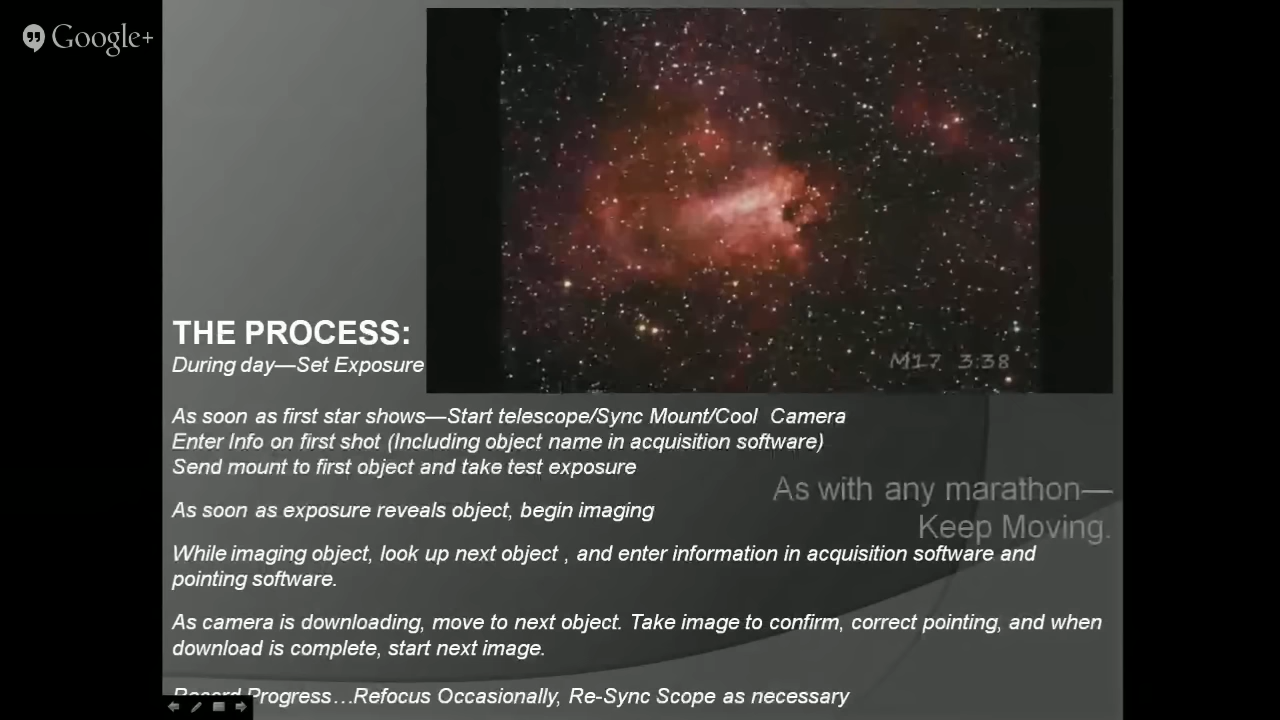 Google+
M17 3:38
THE PROCESS:
During day—Set Exposure
As soon as first star shows—Start telescope/Sync Mount/Cool Camera
Enter Info on first shot (Including object name in acquisition software)
Send mount to first object and take test exposure
As with any marathon—
Keep Moving.
As soon as exposure reveals object, begin imaging
While imaging object, look up next object , and enter information in acquisition software and
pointing software.
As camera is downloading, move to next object. Take image to confirm, correct pointing, and when
download is complete, start next image.
Record Progress…Refocus Occasionally, Re-Sync Scope as necessary